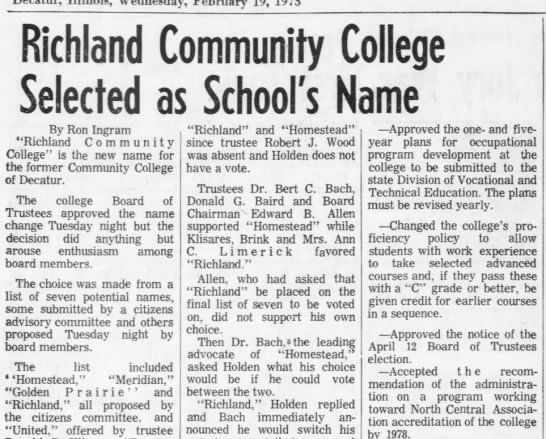 Decatur, Illinois, Wednesday, February 19, 1975
Richland Community College
Selected as School's Name
By Ron Ingram
"Richland Community
College" is the new name for
the former Community College
of Decatur.
The college Board of
Trustees approved the name
change Tuesday night but the
decision did anything but
arouse enthusiasm among
board members.
The choice was made from a
list of seven potential names,
some submitted by a citizens
advisory committee and others
proposed Tuesday night by
board members.
The list included
"Homestead," "Meridian,"
"Golden Prairie" and
"Richland," all proposed by
the citizens committee, and
"United," offered by trustee
"Richland" and "Homestead"
since trustee Robert J. Wood
was absent and Holden does not
have a vote.
Trustees Dr. Bert C. Bach,
Donald G. Baird and Board
Chairman Edward B. Allen
supported "Homestead" while
Klisares, Brink and Mrs. Ann
C. Limerick favored
"Richland."
Allen, who had asked that
"Richland" be placed on the
final list of seven to be voted
on, did not support his own
choice.
Then Dr. Bach, the leading
advocate of "Homestead,"
asked Holden what his choice
would be if he could vote
between the two.
"Richland," Holden replied
and Bach immediately an-
nounced he would switch his
—Approved the one- and five-
year plans for occupational
program development at the
college to be submitted to the
state Division of Vocational and
Technical Education. The plans
must be revised yearly.
—Changed the college's pro-
ficiency policy to allow
students with work experience
to take selected advanced
courses and, if they pass these
with a "C" grade or better, be
given credit for earlier courses
in a sequence.
—Approved the notice of the
April 12 Board of Trustees
election.
—Accepted the recom-
mendation of the administra-
tion on a program working
toward North Central Associa-
tion accreditation of the college
by 1978.